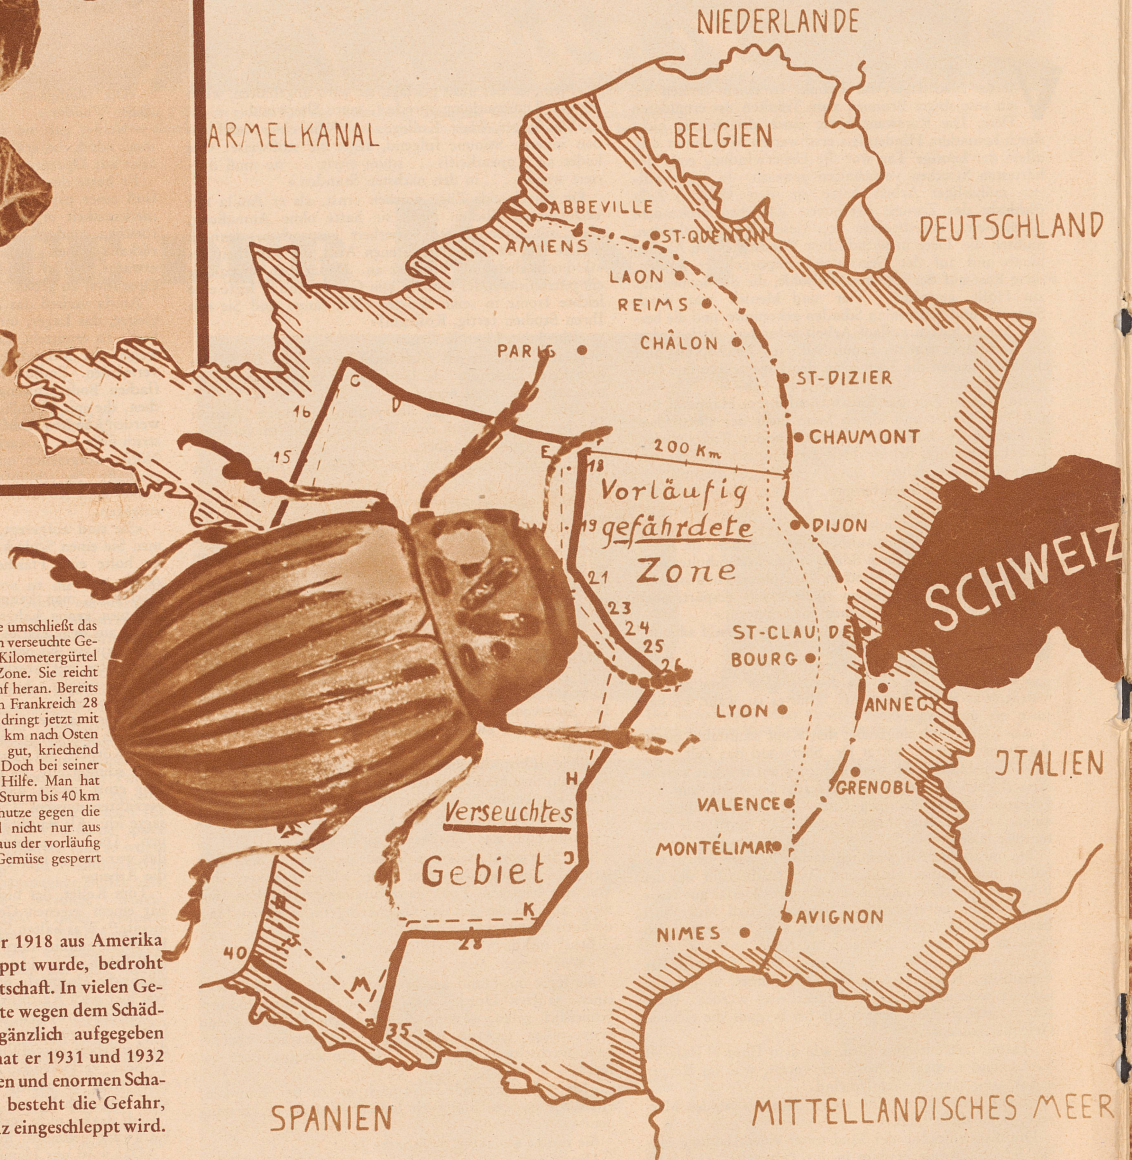 NIEDERLANDE
ARMELKANAL
BELGIEN
DEUTSCHLAND
ABBEVILLE
AMIENS
ST-QUENTIN
LAON
REIMS
CHÂLON
PARIS
ST-DIZIER
CHAUMONT
C
D
16
15
E
18
200 Km
Vorläufig
gefährdete
Zone
19
21
23
24
25
26
DIJON
SCHWEIZ
ST-CLAUDE
BOURG
ANNECY
LYON
ITALIEN
GRENOBLE
VALENCE
MONTÉLIMAR
AVIGNON
NIMES
H
J
K
28
Verseuchtes
Gebiet
40
M
35
SPANIEN
MITTELLANDISCHES MEER
e umschließt das
n verseuchte Ge-
Kilometergürtel
Zone. Sie reicht
nf heran. Bereits
n Frankreich 28
dringt jetzt mit
km nach Osten
gut, kriechend
Doch bei seiner
Hilfe. Man hat
Sturm bis 40 km
hutze gegen die
l nicht nur aus
aus der vorläufig
Gemüse gesperrt
r 1918 aus Amerika
ppt wurde, bedroht
tschaft. In vielen Ge-
te wegen dem Schäd-
gänzlich aufgegeben
hat er 1931 und 1932
en und enormen Scha-
besteht die Gefahr,
z eingeschleppt wird.